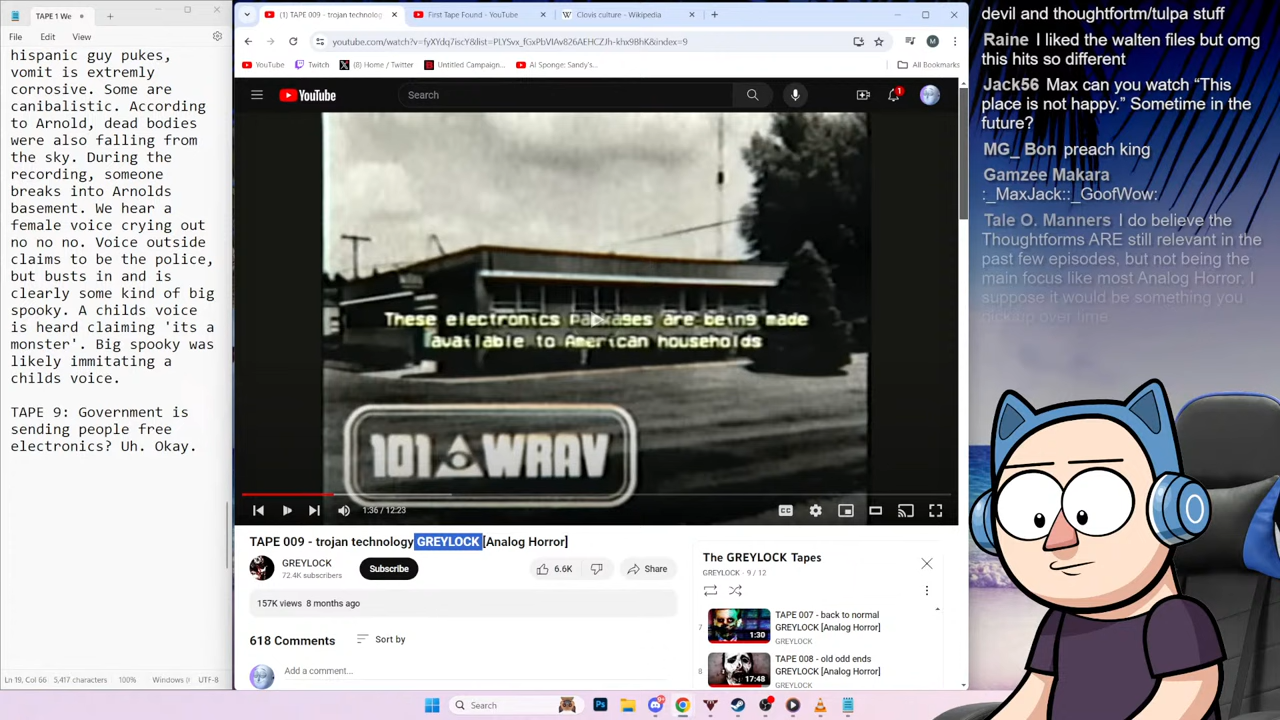 TAPE 1 We
File
Edit
View
hispanic guy pukes,
vomit is extremly
corrosive. Some are
canibalistic. According
to Arnold, dead bodies
were also falling from
the sky. During the
recording, someone
breaks into Arnolds
basement. We hear a
female voice crying out
no no no. Voice outside
claims to be the police,
but busts in and is
clearly some kind of big
spooky. A childs voice
is heard claiming 'its a
monster'. Big spooky was
likely immitating a
childs voice.
TAPE 9: Government is
sending people free
electronics? Uh. Okay.
Ln 19, Col 66
5,417 characters
100%
Windows (
UTF-8
(1) TAPE 009 - trojan technolog
First Tape Found - YouTube
Clovis culture - Wikipedia
youtube.com/watch?v=fyXYdq7iscY&list=PLYSvx_fGxPbVIAv826AEHCZJh-khx9BhK&index=9
M
YouTube
Twitch
(8) Home / Twitter
Untitled Campaign...
AI Sponge: Sandy's...
All Bookmarks
YouTube
Search
1
These electronics packages are being made
available to American households
101 WRAV
1:36 / 12:23
CC
TAPE 009 - trojan technology GREYLOCK [Analog Horror]
GREYLOCK
72.4K subscribers
Subscribe
6.6K
Share
157K views 8 months ago
618 Comments
Sort by
Add a comment...
The GREYLOCK Tapes
GREYLOCK - 9 / 12
7
1:30
TAPE 007 - back to normal
GREYLOCK [Analog Horror]
GREYLOCK
8
17:48
TAPE 008 - old odd ends
GREYLOCK [Analog Horror]
GREYLOCK
devil and thoughtfortm/tulpa stuff
Raine I liked the walten files but omg
this hits so different
Jack56 Max can you watch “This
place is not happy.” Sometime in the
future?
MG_ Bon preach king
Gamzee Makara
:_MaxJack::_GoofWow:
Tale O. Manners I do believe the
Thoughtforms ARE still relevant in the
past few episodes, but not being the
main focus like most Analog Horror. I
suppose it would be something you
pick up over time.
Search
Ps